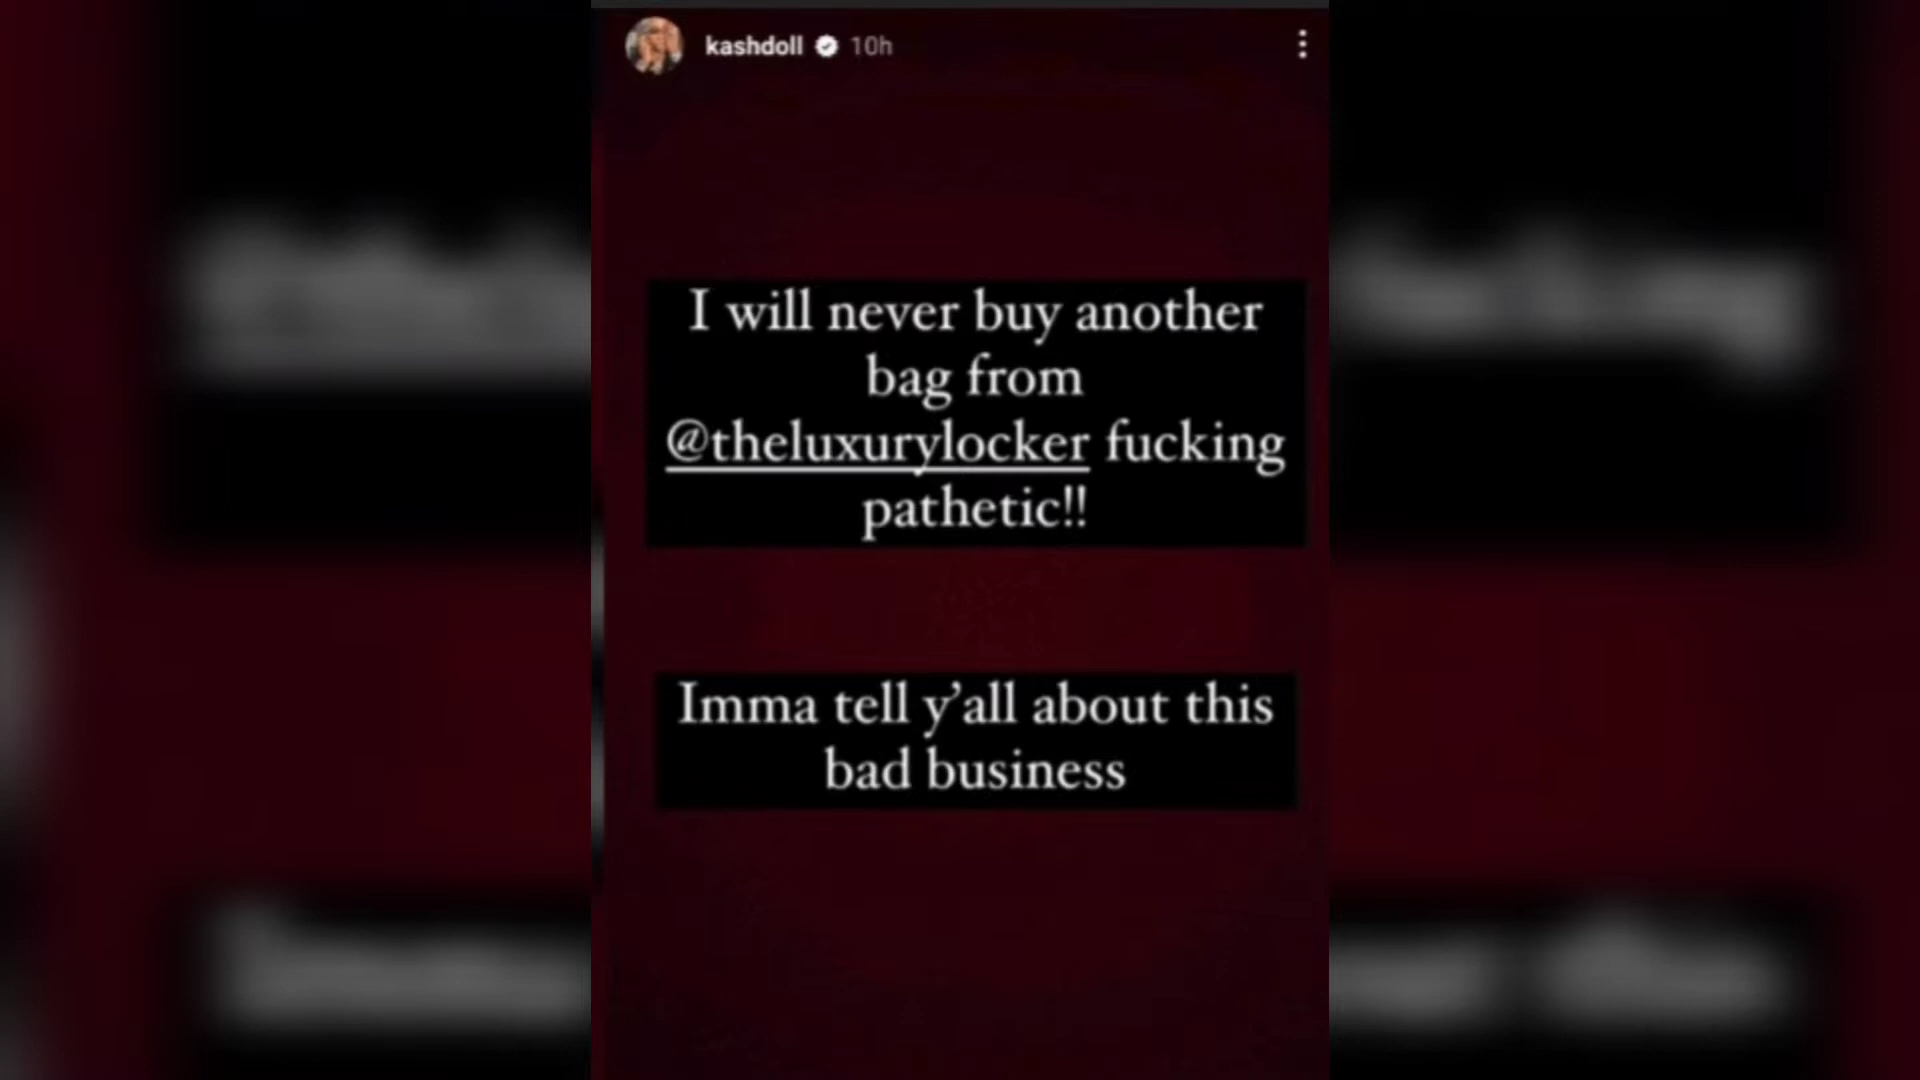 kashdoll 10h
I will never buy another
bag from
@theluxurylocker fucking
pathetic!!
Imma tell y’all about this
bad business